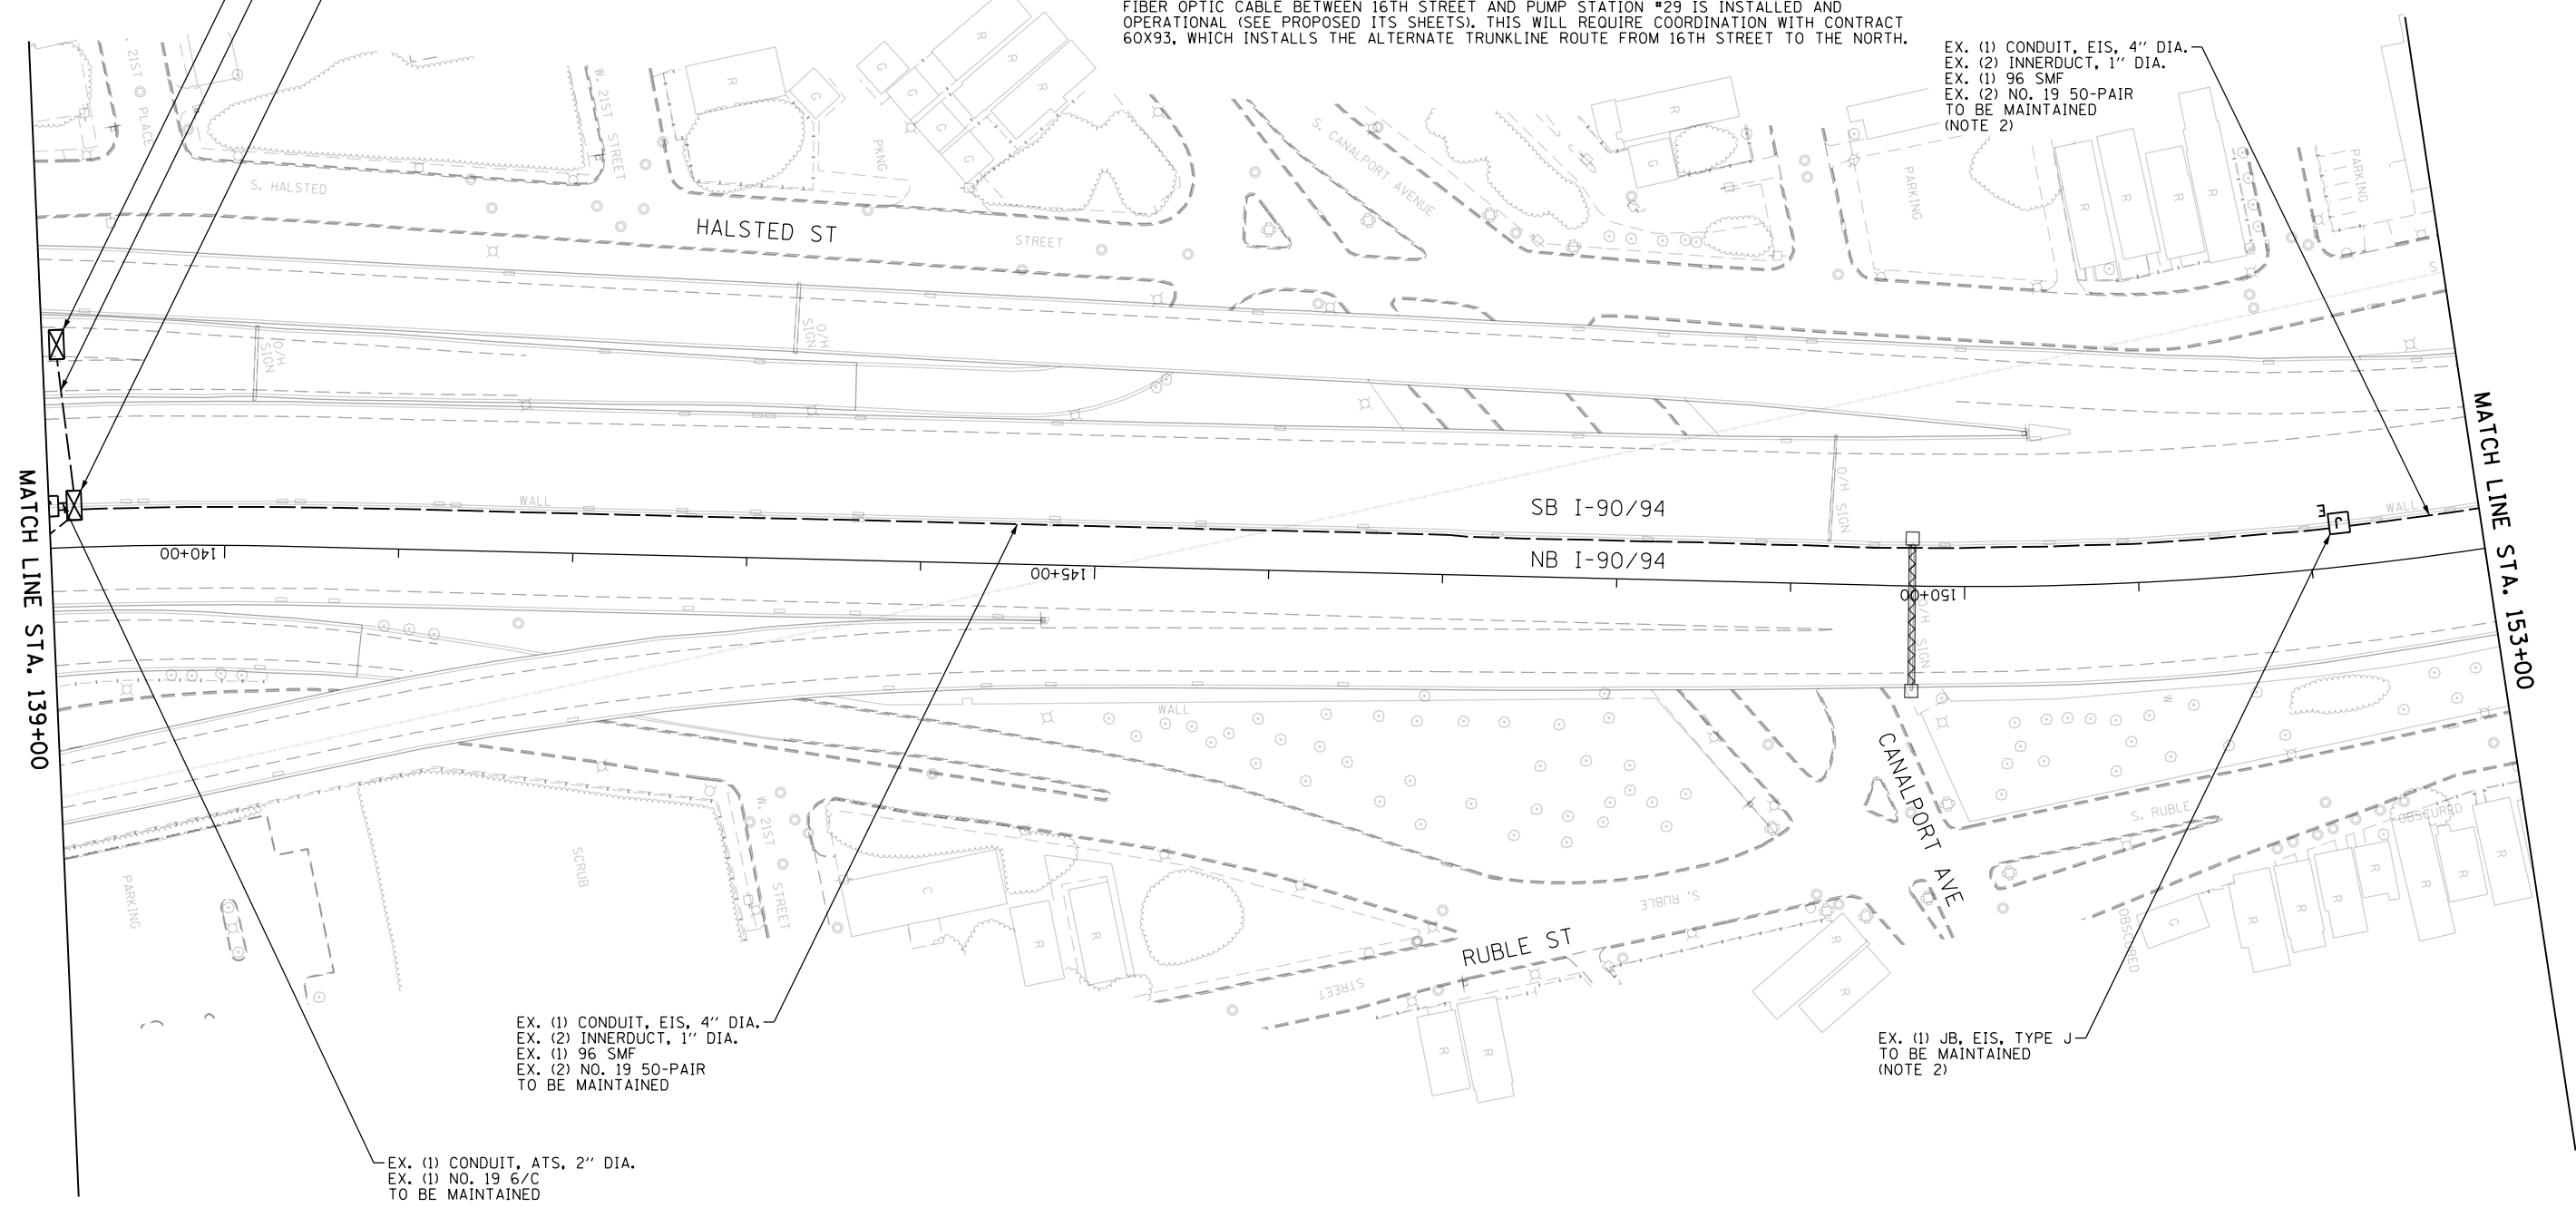 FIBER OPTIC CABLE BETWEEN 16TH STREET AND PUMP STATION #29 IS INSTALLED AND
OPERATIONAL (SEE PROPOSED ITS SHEETS). THIS WILL REQUIRE COORDINATION WITH CONTRACT
60X93, WHICH INSTALLS THE ALTERNATE TRUNKLINE ROUTE FROM 16TH STREET TO THE NORTH.
EX. (1) CONDUIT, EIS, 4'' DIA.
EX. (2) INNERDUCT, 1'' DIA.
EX. (1) 96 SMF
EX. (2) NO. 19 50-PAIR
TO BE MAINTAINED
(NOTE 2)
21ST
PLACE
W. 21ST
STREET
R
G
PKNG
G
G
G
G
R
R
R
S. CANALPORT AVENUE
R
G
PARKING
R
R
R
R
PARKING
S. HALSTED
HALSTED ST
STREET
S.
O/H
SIGN
O/H
SIGN
O/H SIGN
MATCH LINE STA. 139+00
MATCH LINE STA. 153+00
WALL
SB I-90/94
NB I-90/94
E
J
WALL
140+00
145+00
150+00
O/H SIGN
WALL
W
CANALPORT AVE
S. RUBLE
OBSCURED
W. 21ST
STREET
SCRUB
PARKING
C
R
R
S. RUBLE
RUBLE ST
STREET
R
R
R
R
OBSCURED
G
R
R
R
R
R
R
R
EX. (1) CONDUIT, EIS, 4'' DIA.
EX. (2) INNERDUCT, 1'' DIA.
EX. (1) 96 SMF
EX. (2) NO. 19 50-PAIR
TO BE MAINTAINED
EX. (1) JB, EIS, TYPE J
TO BE MAINTAINED
(NOTE 2)
EX. (1) CONDUIT, ATS, 2'' DIA.
EX. (1) NO. 19 6/C
TO BE MAINTAINED